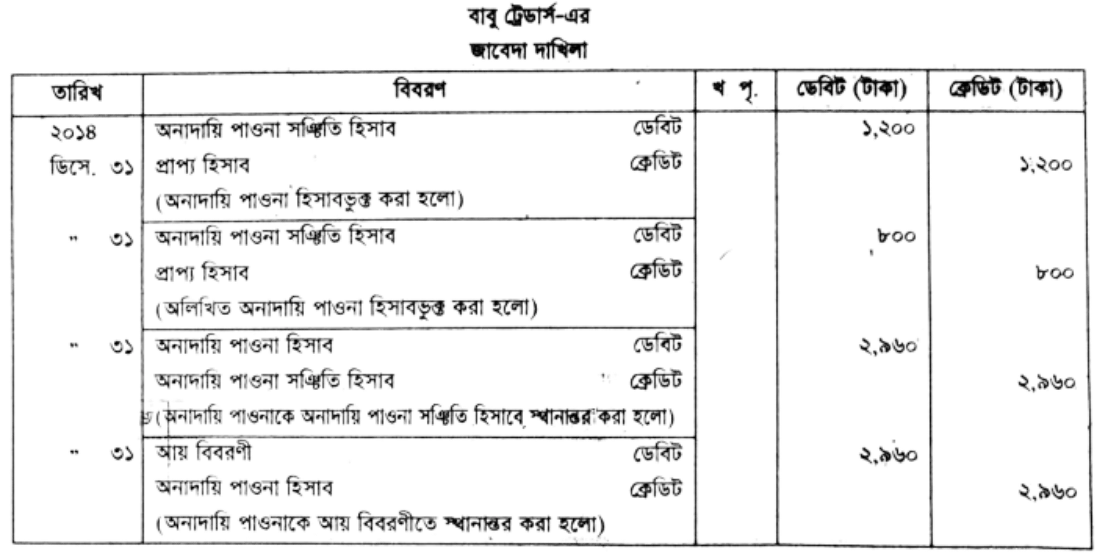 বাবু ট্রেডার্স-এর
জাবেদা দাখিলা
তারিখ বিবরণ খ পৃ. ডেবিট (টাকা) ক্রেডিট (টাকা)
২০১৪ অনাদায়ি পাওনা সঞ্চিতি হিসাব ডেবিট ১,২০০
ডিসে. ৩১ প্রাপ্য হিসাব ক্রেডিট ১,২০০
(অনাদায়ি পাওনা হিসাবভুক্ত করা হলো)
" ৩১ অনাদায়ি পাওনা সঞ্চিতি হিসাব ডেবিট ৮০০
প্রাপ্য হিসাব ক্রেডিট ৮০০
(অলিখিত অনাদায়ি পাওনা হিসাবভুক্ত করা হলো)
" ৩১ অনাদায়ি পাওনা হিসাব ডেবিট ২,৯৬০
অনাদায়ি পাওনা সঞ্চিতি হিসাব ক্রেডিট ২,৯৬০
(অনাদায়ি পাওনাকে অনাদায়ি পাওনা সঞ্চিতি হিসাবে স্থানান্তর করা হলো)
" ৩১ আয় বিবরণী ডেবিট ২,৯৬০
অনাদায়ি পাওনা হিসাব ক্রেডিট ২,৯৬০
(অনাদায়ি পাওনাকে আয় বিবরণীতে স্থানান্তর করা হলো)